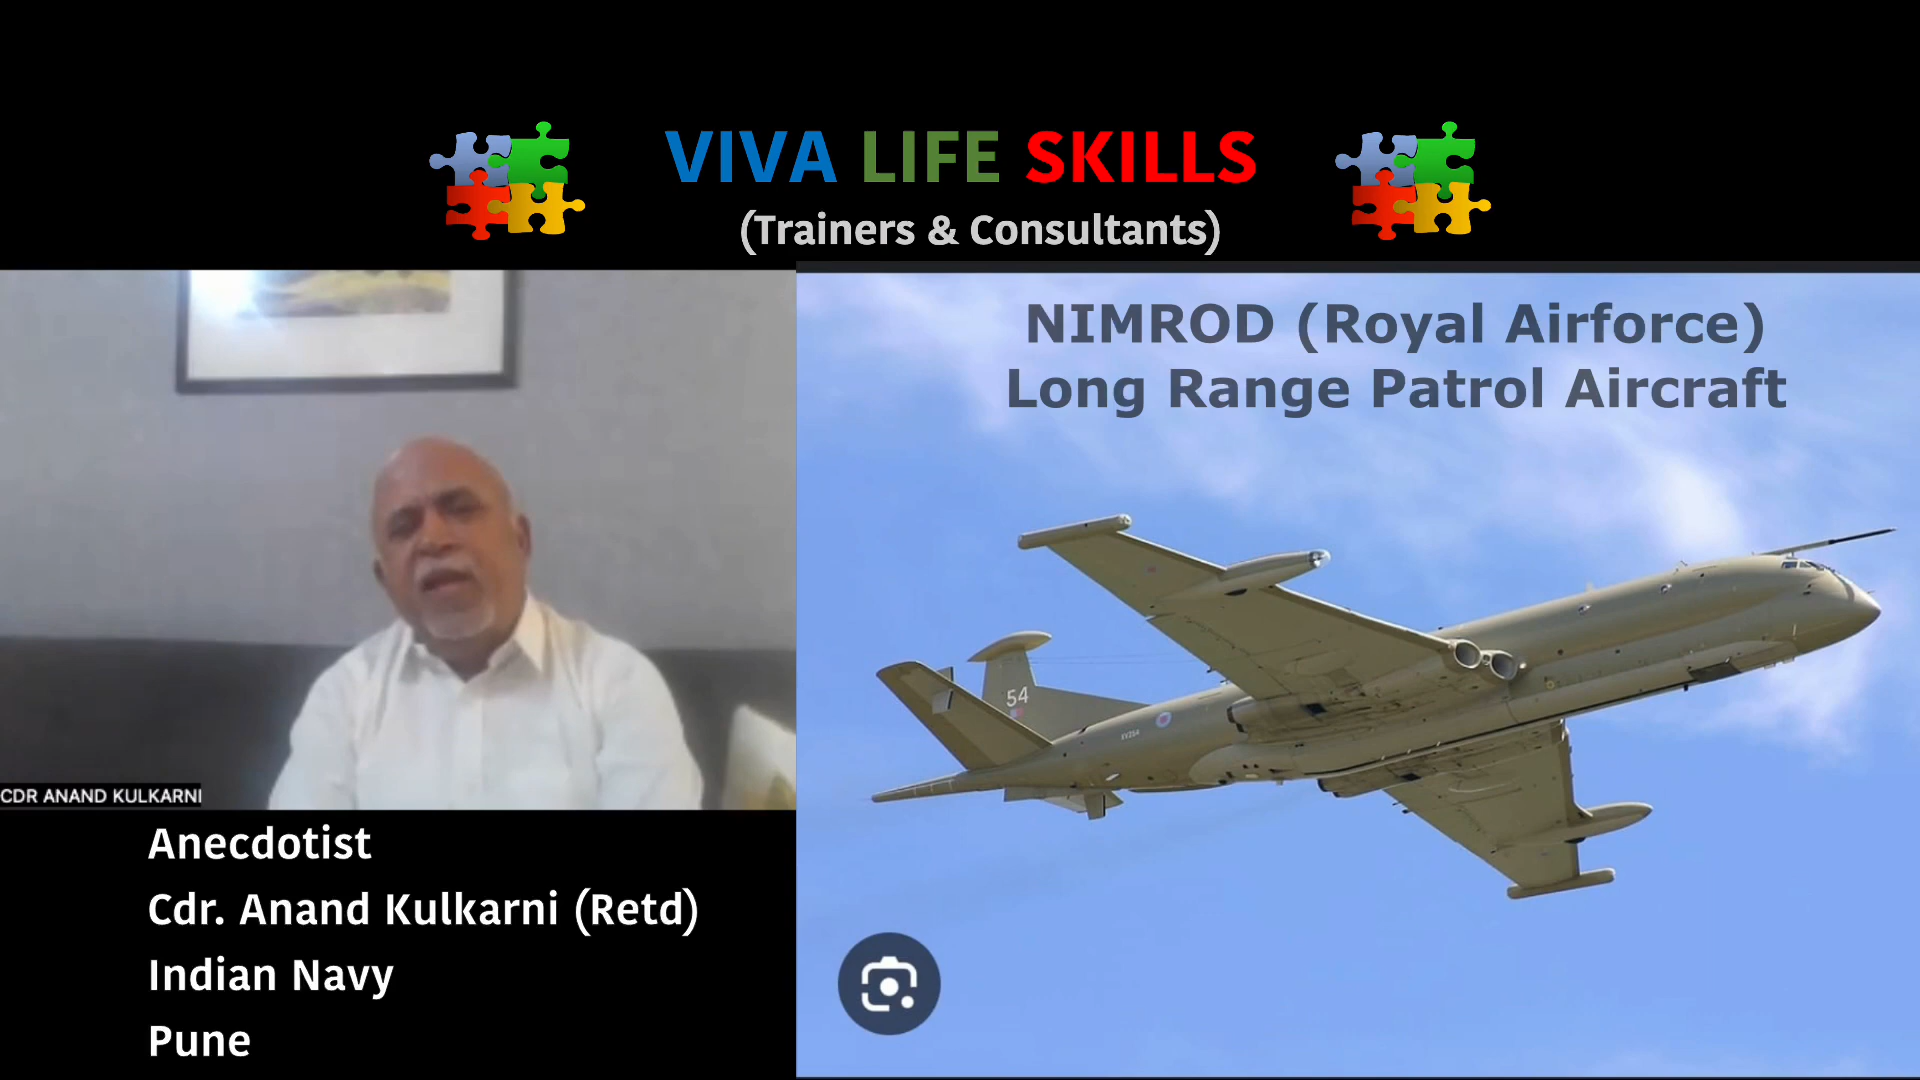 VIVA LIFE SKILLS
(Trainers & Consultants)
NIMROD (Royal Airforce)
Long Range Patrol Aircraft
54
XV254
CDR ANAND KULKARNI
Anecdotist
Cdr. Anand Kulkarni (Retd)
Indian Navy
Pune